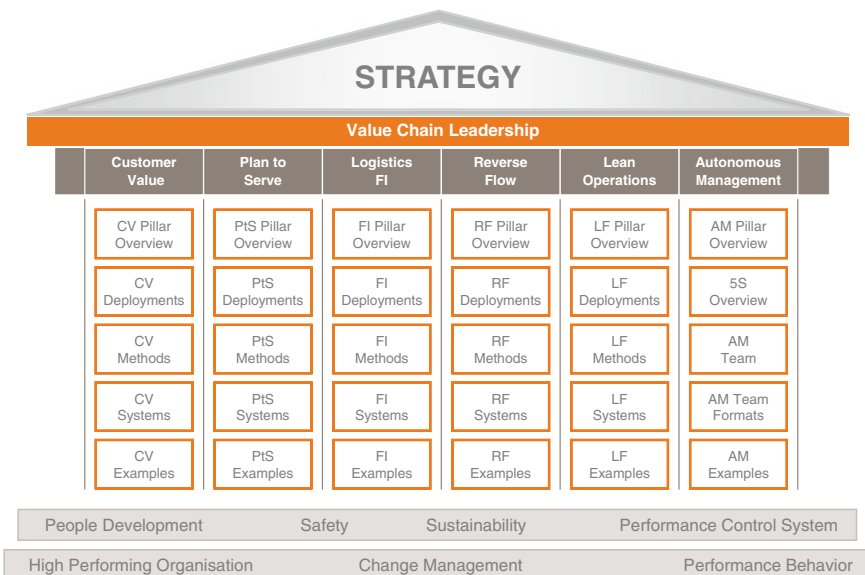 STRATEGY
Value Chain Leadership
Customer
Value
Plan to
Serve
Logistics
FI
Reverse
Flow
Lean
Operations
Autonomous
Management
CV Pillar
Overview
PtS Pillar
Overview
FI Pillar
Overview
RF Pillar
Overview
LF Pillar
Overview
AM Pillar
Overview
CV
Deployments
PtS
Deployments
FI
Deployments
RF
Deployments
LF
Deployments
5S
Overview
CV
Methods
PtS
Methods
FI
Methods
RF
Methods
LF
Methods
AM
Team
CV
Systems
PtS
Systems
FI
Systems
RF
Systems
LF
Systems
AM Team
Formats
CV
Examples
PtS
Examples
FI
Examples
RF
Examples
LF
Examples
AM
Examples
People Development Safety Sustainability Performance Control System
High Performing Organisation Change Management Performance Behavior